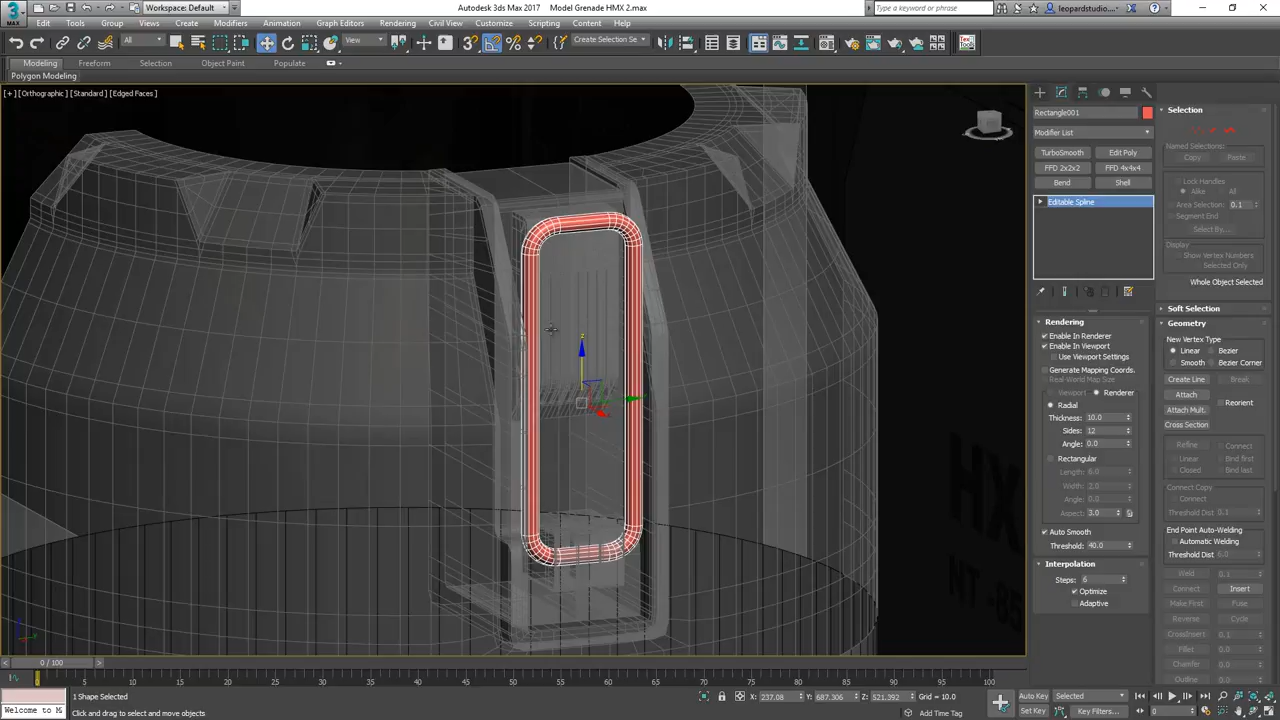 Workspace: Default
Autodesk 3ds Max 2017 Model Grenade HMX 2.max
Type a keyword or phrase
leopardstudio...
MAX
Edit Tools Group Views Create Modifiers Animation Graph Editors Rendering Civil View Customize Scripting Content Help
All View Create Selection Se
Modeling Freeform Selection Object Paint Populate
Polygon Modeling
[+] [Orthographic] [Standard] [Edged Faces]
Rectangle001
Modifier List
TurboSmooth Edit Poly
FFD 2x2x2 FFD 4x4x4
Bend Shell
Editable Spline
Rendering
Enable In Renderer
Enable In Viewport
Use Viewport Settings
Generate Mapping Coords.
Real-World Map Size
Viewport Renderer
Radial
Thickness: 10.0
Sides: 12
Angle: 0.0
Rectangular
Length: 6.0
Width: 2.0
Angle: 0.0
Aspect: 3.0
Auto Smooth
Threshold: 40.0
Interpolation
Steps: 6
Optimize
Adaptive
Selection
Named Selections:
Copy Paste
Lock Handles
Alike All
Area Selection: 0.1
Segment End
Select By...
Display
Show Vertex Numbers
Selected Only
Whole Object Selected
Soft Selection
Geometry
New Vertex Type
Linear Bezier
Smooth Bezier Corner
Create Line Break
Attach Reorient
Attach Mult.
Cross Section
Refine Connect
Linear Bind first
Closed Bind last
Connect Copy
Connect
Threshold Dist 0.1
End Point Auto-Welding
Automatic Welding
Threshold Dist 6.0
Weld 0.1
Connect Insert
Make First Fuse
Reverse Cycle
CrossInsert 0.1
Fillet 0.0
Chamfer 0.0
Outline 0.0
HX
NT -85
0 / 100
0 5 10 15 20 25 30 35 40 45 50 55 60 65 70 75 80 85 90 95 100
1 Shape Selected
Welcome to M
Click and drag to select and move objects
X: 237.08 Y: 687.306 Z: 521.392 Grid = 10.0
Add Time Tag
Auto Key Selected
Set Key Key Filters...
0